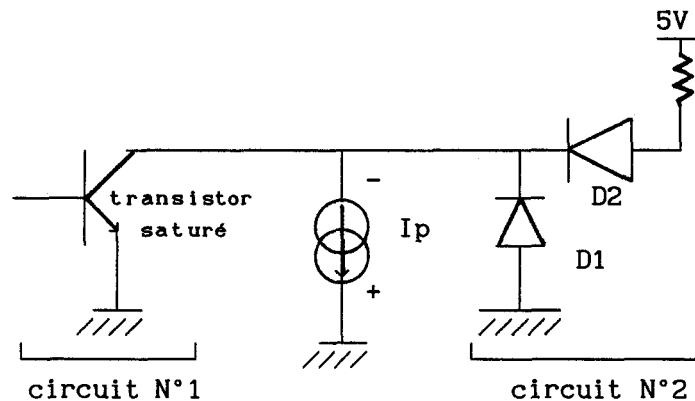 5V
transistor
saturé
-
Ip
+
D2
D1
circuit N°1
circuit N°2